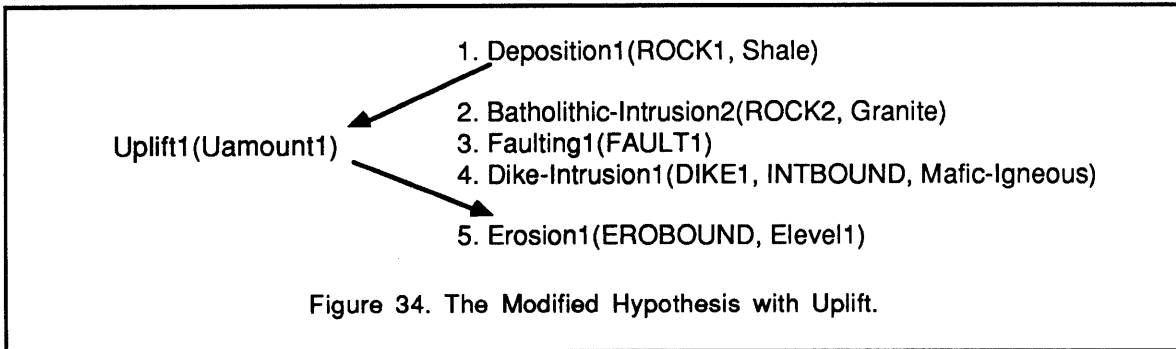 1. Deposition1(ROCK1, Shale)
2. Batholithic-Intrusion2(ROCK2, Granite)
Uplift1(Uamount1)
3. Faulting1(FAULT1)
4. Dike-Intrusion1(DIKE1, INTBOUND, Mafic-Igneous)
5. Erosion1(EROBOUND, Elevel1)
Figure 34. The Modified Hypothesis with Uplift.